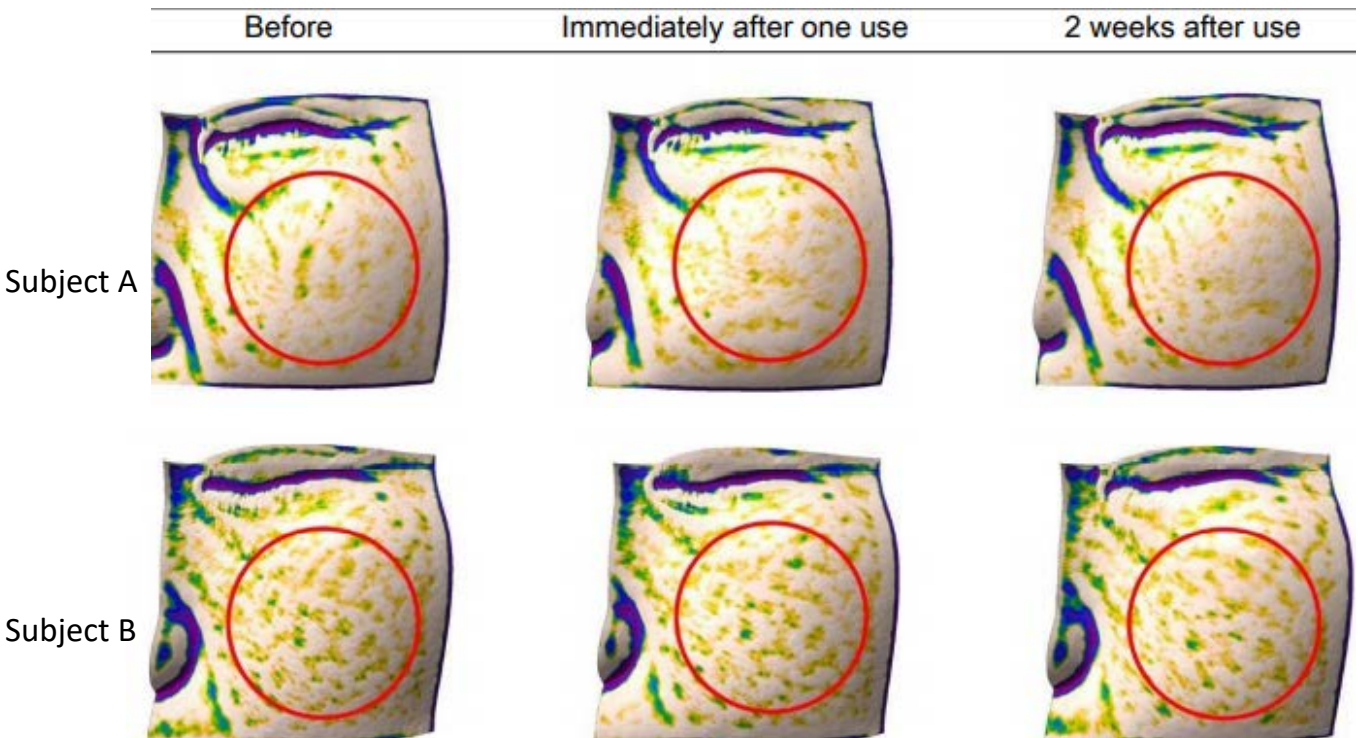 Before
Immediately after one use
2 weeks after use
Subject A
Subject B